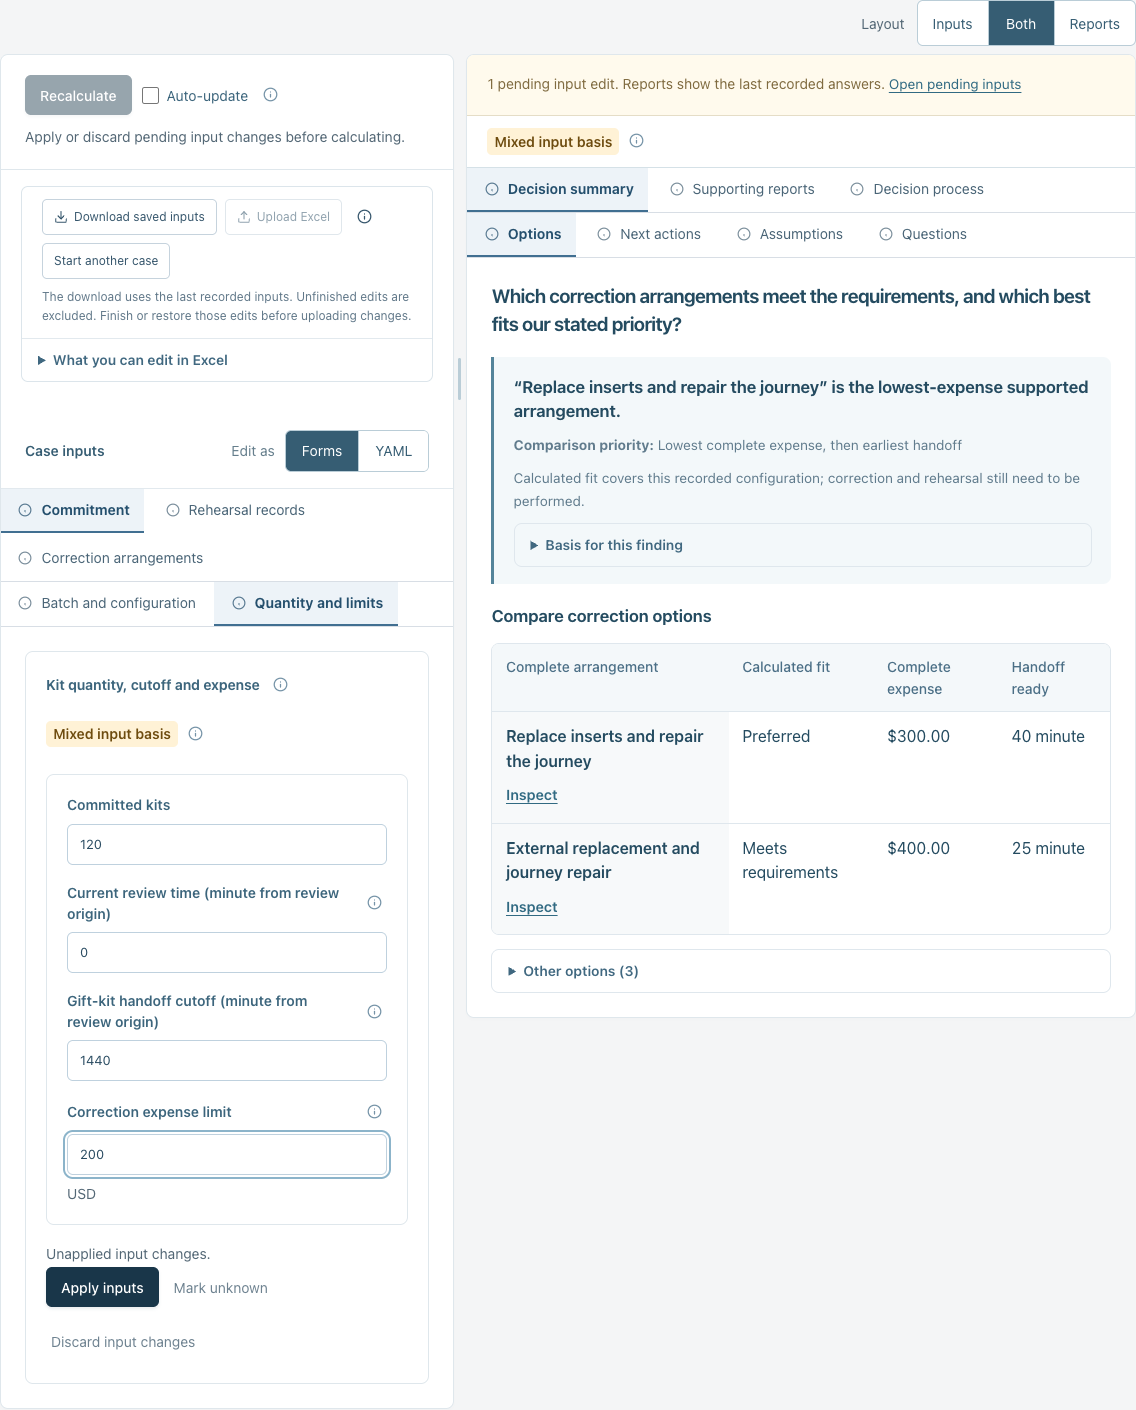 Layout
Inputs
Both
Reports
Recalculate
Auto-update
Apply or discard pending input changes before calculating.
Download saved inputs
Upload Excel
Start another case
The download uses the last recorded inputs. Unfinished edits are
excluded. Finish or restore those edits before uploading changes.
What you can edit in Excel
Case inputs
Edit as
Forms
YAML
Commitment
Rehearsal records
Correction arrangements
Batch and configuration
Quantity and limits
Kit quantity, cutoff and expense
Mixed input basis
Committed kits
120
Current review time (minute from review
origin)
0
Gift-kit handoff cutoff (minute from
review origin)
1440
Correction expense limit
200
USD
Unapplied input changes.
Apply inputs
Mark unknown
Discard input changes
1 pending input edit. Reports show the last recorded answers. Open pending inputs
Mixed input basis
Decision summary
Supporting reports
Decision process
Options
Next actions
Assumptions
Questions
Which correction arrangements meet the requirements, and which best
fits our stated priority?
“Replace inserts and repair the journey” is the lowest-expense supported
arrangement.
Comparison priority: Lowest complete expense, then earliest handoff
Calculated fit covers this recorded configuration; correction and rehearsal still need to be
performed.
Basis for this finding
Compare correction options
Complete arrangement
Calculated fit
Complete
expense
Handoff
ready
Replace inserts and repair
the journey
Inspect
Preferred
$300.00
40 minute
External replacement and
journey repair
Inspect
Meets
requirements
$400.00
25 minute
Other options (3)